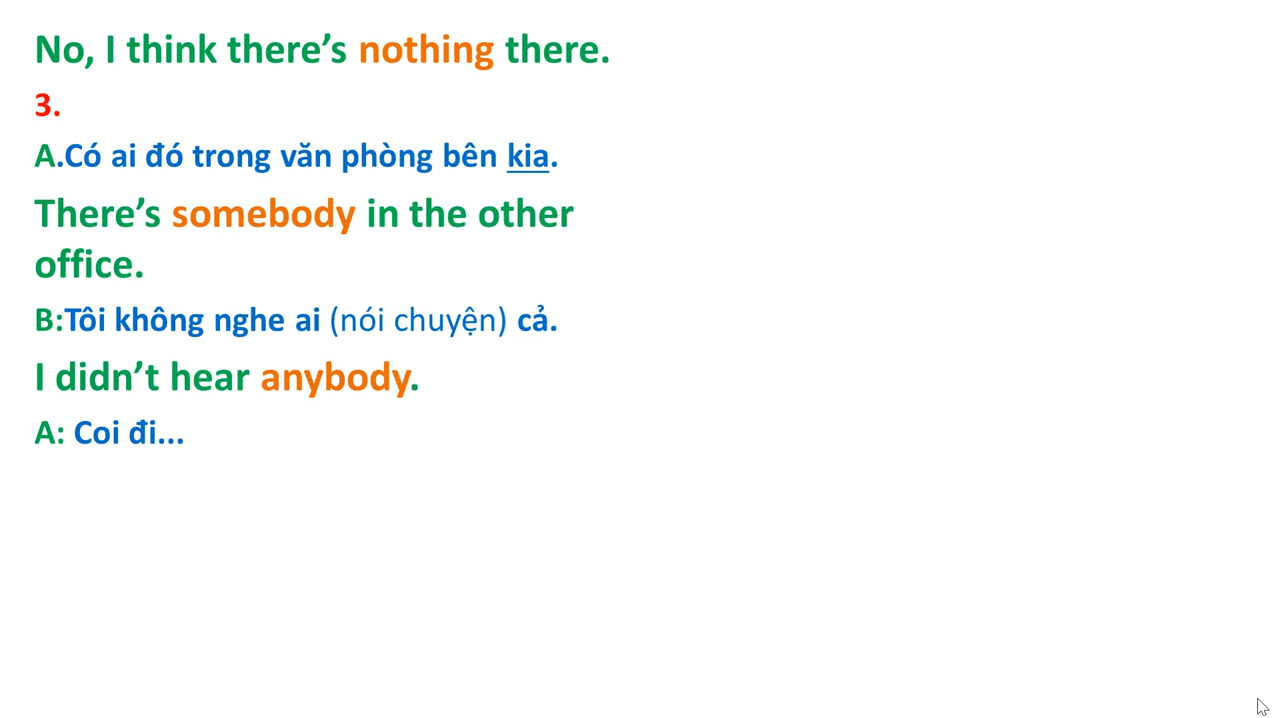 No, I think there’s nothing there.
3.
A.Có ai đó trong văn phòng bên kia.
There’s somebody in the other
office.
B:Tôi không nghe ai (nói chuyện) cả.
I didn’t hear anybody.
A: Coi đi...